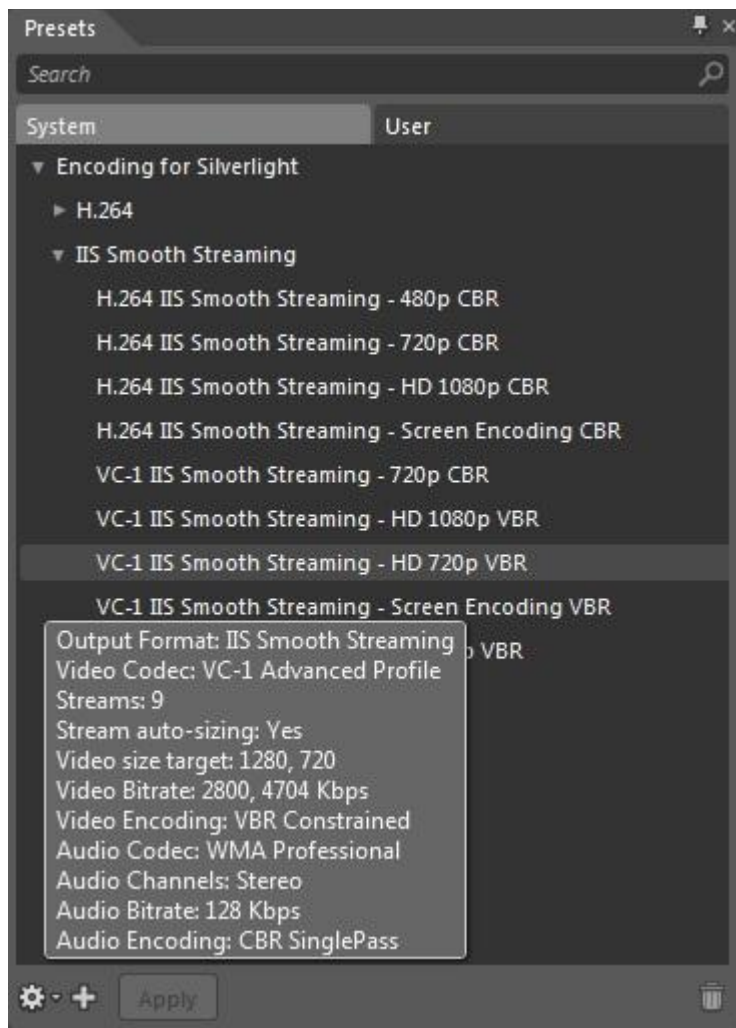 Presets
Search
System User
Encoding for Silverlight
H.264
IIS Smooth Streaming
H.264 IIS Smooth Streaming - 480p CBR
H.264 IIS Smooth Streaming - 720p CBR
H.264 IIS Smooth Streaming - HD 1080p CBR
H.264 IIS Smooth Streaming - Screen Encoding CBR
VC-1 IIS Smooth Streaming - 720p CBR
VC-1 IIS Smooth Streaming - HD 1080p VBR
VC-1 IIS Smooth Streaming - HD 720p VBR
VC-1 IIS Smooth Streaming - Screen Encoding VBR
VBR
Output Format: IIS Smooth Streaming
Video Codec: VC-1 Advanced Profile
Streams: 9
Stream auto-sizing: Yes
Video size target: 1280, 720
Video Bitrate: 2800, 4704 Kbps
Video Encoding: VBR Constrained
Audio Codec: WMA Professional
Audio Channels: Stereo
Audio Bitrate: 128 Kbps
Audio Encoding: CBR SinglePass
Apply